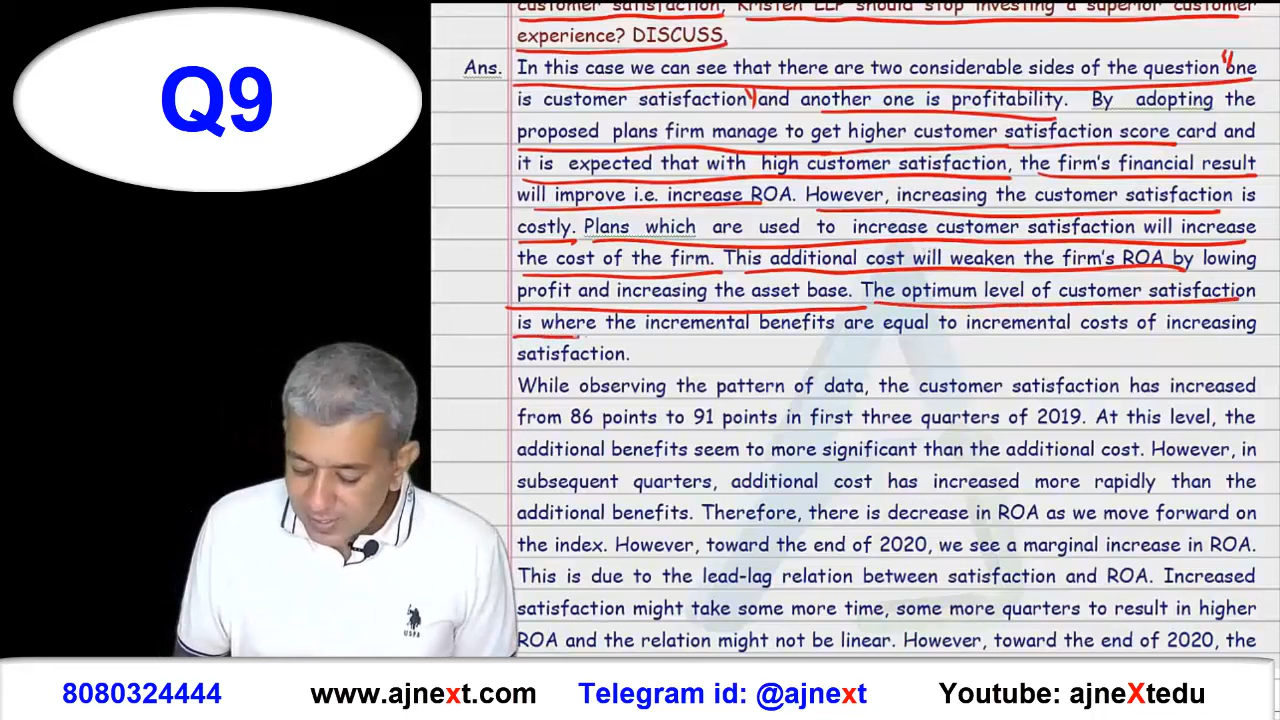 Q9
customer satisfaction, Kristen LLP should stop investing a superior customer
experience? DISCUSS.
Ans. In this case we can see that there are two considerable sides of the question one
is customer satisfaction and another one is profitability. By adopting the
proposed plans firm manage to get higher customer satisfaction score card and
it is expected that with high customer satisfaction, the firm's financial result
will improve i.e. increase ROA. However, increasing the customer satisfaction is
costly. Plans which are used to increase customer satisfaction will increase
the cost of the firm. This additional cost will weaken the firm's ROA by lowing
profit and increasing the asset base. The optimum level of customer satisfaction
is where the incremental benefits are equal to incremental costs of increasing
satisfaction.
While observing the pattern of data, the customer satisfaction has increased
from 86 points to 91 points in first three quarters of 2019. At this level, the
additional benefits seem to more significant than the additional cost. However, in
subsequent quarters, additional cost has increased more rapidly than the
additional benefits. Therefore, there is decrease in ROA as we move forward on
the index. However, toward the end of 2020, we see a marginal increase in ROA.
This is due to the lead-lag relation between satisfaction and ROA. Increased
satisfaction might take some more time, some more quarters to result in higher
ROA and the relation might not be linear. However, toward the end of 2020, the
USPA
8080324444 www.ajnext.com Telegram id: @ajnext Youtube: ajneXtedu